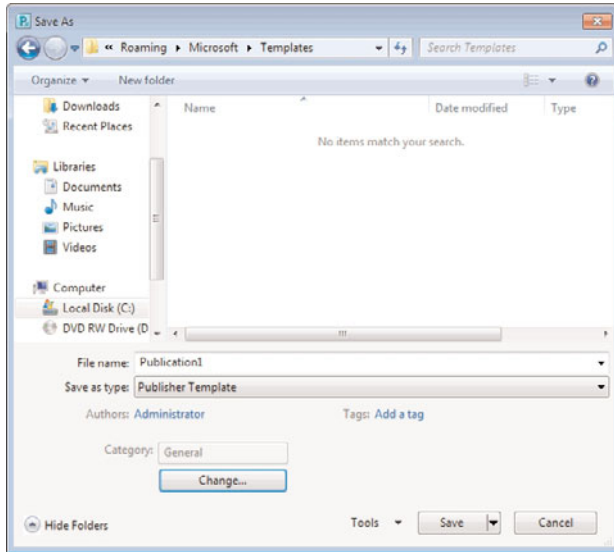 Save As
« Roaming ▸ Microsoft ▸ Templates
Search Templates
Organize
New folder
Downloads
Recent Places
Libraries
Documents
Music
Pictures
Videos
Computer
Local Disk (C:)
DVD RW Drive (D
Name
Date modified
Type
No items match your search.
File name: Publication1
Save as type: Publisher Template
Authors: Administrator
Tags: Add a tag
Category: General
Change...
Hide Folders
Tools
Save
Cancel